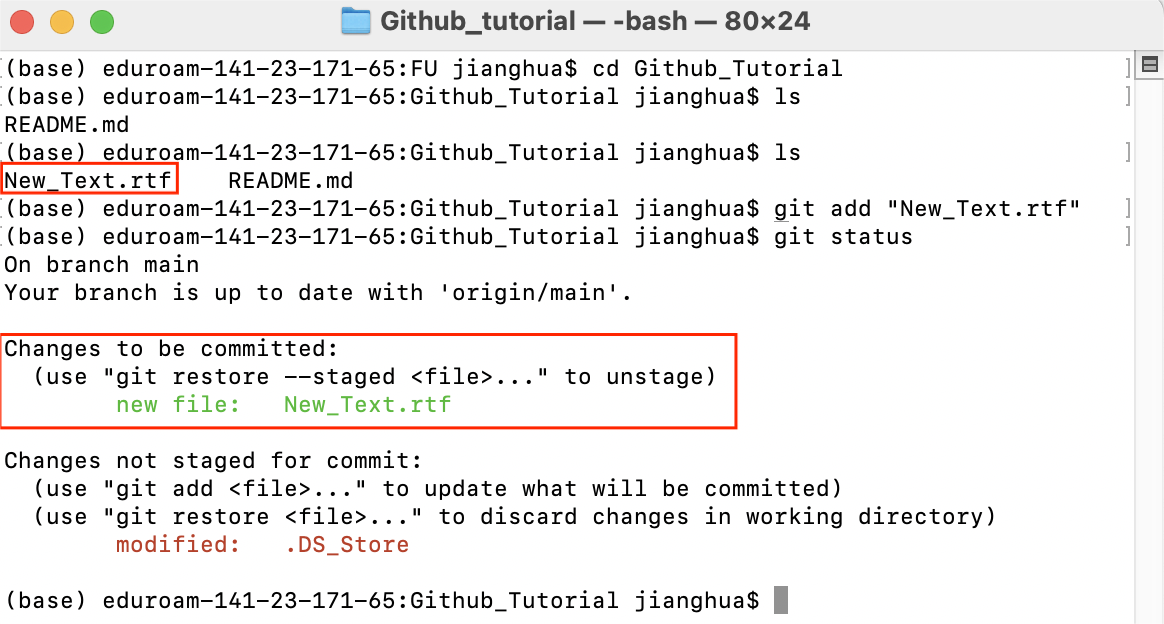 Github_tutorial — -bash — 80×24
(base) eduroam-141-23-171-65:FU jianghua$ cd Github_Tutorial
(base) eduroam-141-23-171-65:Github_Tutorial jianghua$ ls
README.md
(base) eduroam-141-23-171-65:Github_Tutorial jianghua$ ls
New_Text.rtf    README.md
(base) eduroam-141-23-171-65:Github_Tutorial jianghua$ git add "New_Text.rtf"
(base) eduroam-141-23-171-65:Github_Tutorial jianghua$ git status
On branch main
Your branch is up to date with 'origin/main'.

Changes to be committed:
  (use "git restore --staged <file>..." to unstage)
        new file:   New_Text.rtf

Changes not staged for commit:
  (use "git add <file>..." to update what will be committed)
  (use "git restore <file>..." to discard changes in working directory)
        modified:   .DS_Store

(base) eduroam-141-23-171-65:Github_Tutorial jianghua$